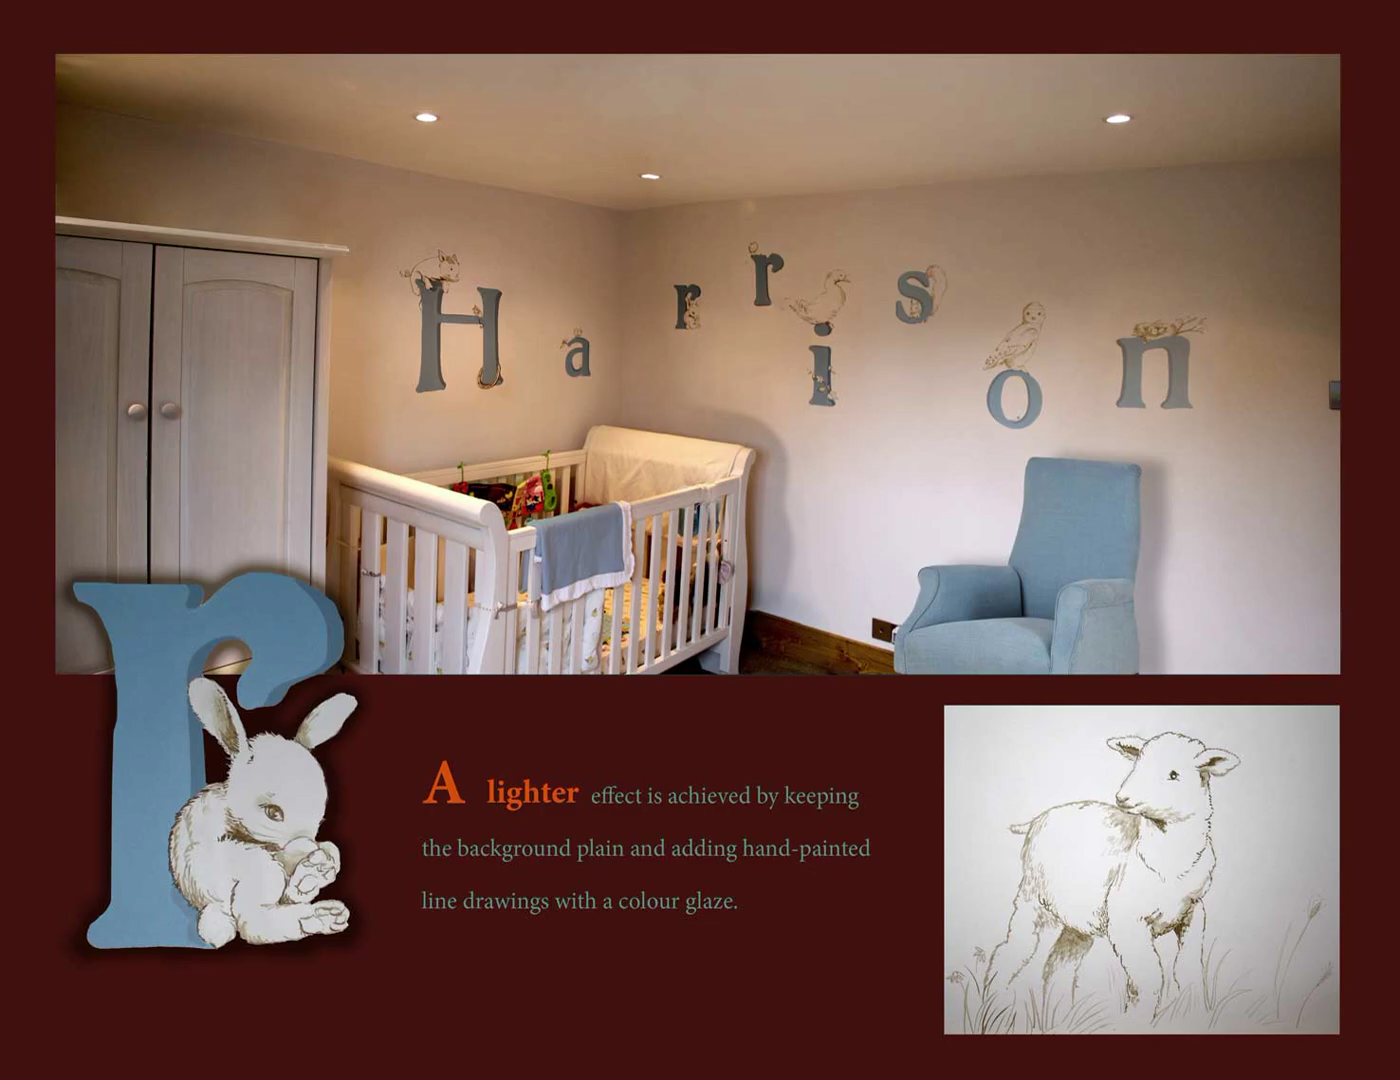 Harrison
r
A lighter effect is achieved by keeping
the background plain and adding hand-painted
line drawings with a colour glaze.